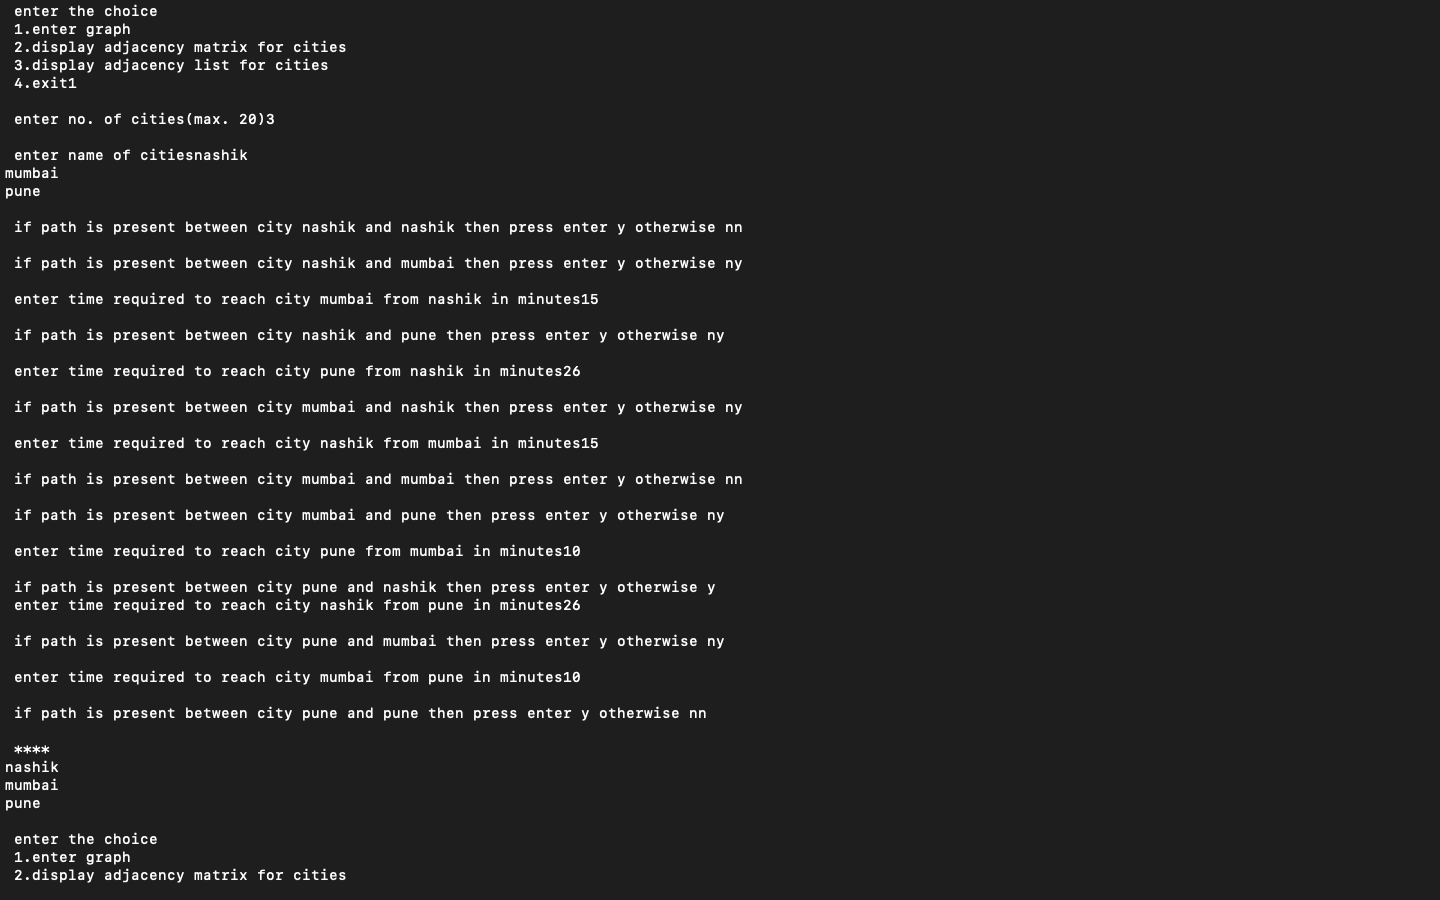 enter the choice
1.enter graph
2.display adjacency matrix for cities
3.display adjacency list for cities
4.exit1
enter no. of cities(max. 20)3
enter name of citiesnashik
mumbai
pune
if path is present between city nashik and nashik then press enter y otherwise nn
if path is present between city nashik and mumbai then press enter y otherwise ny
enter time required to reach city mumbai from nashik in minutes15
if path is present between city nashik and pune then press enter y otherwise ny
enter time required to reach city pune from nashik in minutes26
if path is present between city mumbai and nashik then press enter y otherwise ny
enter time required to reach city nashik from mumbai in minutes15
if path is present between city mumbai and mumbai then press enter y otherwise nn
if path is present between city mumbai and pune then press enter y otherwise ny
enter time required to reach city pune from mumbai in minutes10
if path is present between city pune and nashik then press enter y otherwise y
enter time required to reach city nashik from pune in minutes26
if path is present between city pune and mumbai then press enter y otherwise ny
enter time required to reach city mumbai from pune in minutes10
if path is present between city pune and pune then press enter y otherwise nn
****
nashik
mumbai
pune
enter the choice
1.enter graph
2.display adjacency matrix for cities